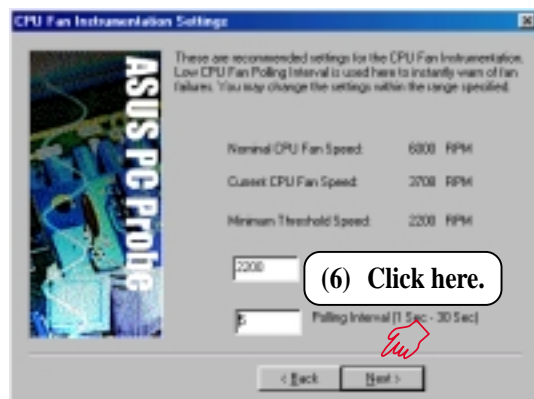 CPU Fan Instrumentation Settings
ASUS PC Probe
These are recommended settings for the CPU Fan Instrumentation.
Low CPU Fan Polling Interval is used here to instantly warn of fan
failures. You may change the settings within the range specified.
Nominal CPU Fan Speed: 6000 RPM
Current CPU Fan Speed: 3708 RPM
Minimum Threshold Speed: 2200 RPM
2200
(6) Click here.
5 Polling Interval (1 Sec - 30 Sec)
< Back Next >